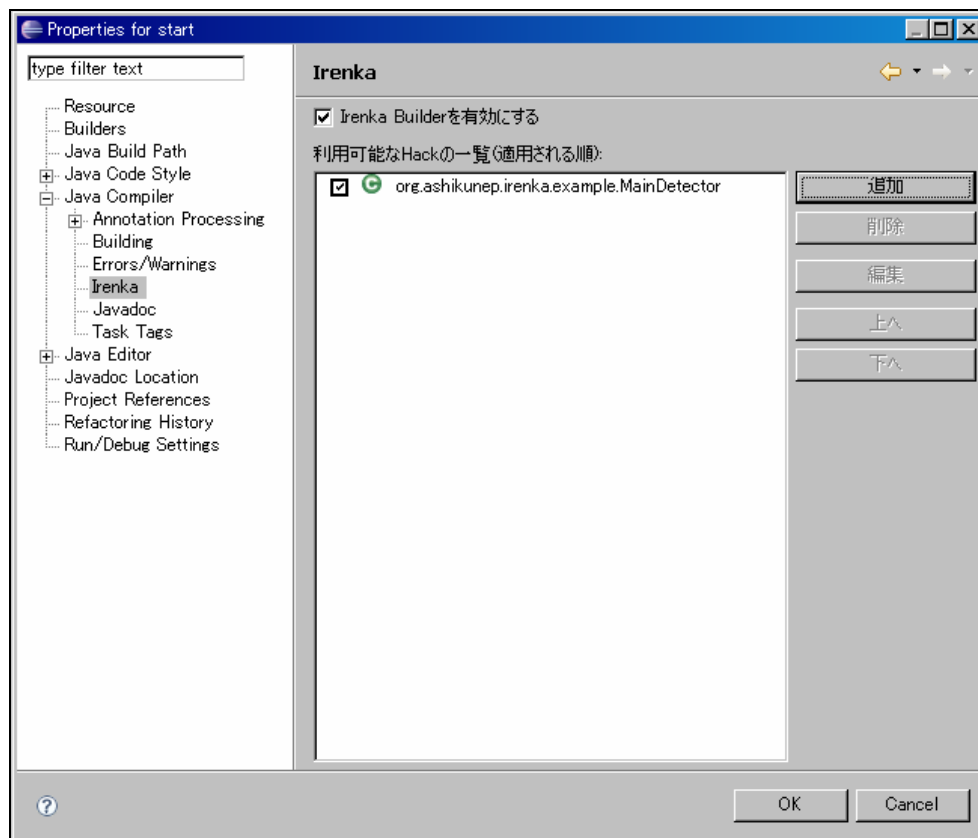 Properties for start
type filter text
Resource
Builders
Java Build Path
Java Code Style
Java Compiler
Annotation Processing
Building
Errors/Warnings
Irenka
Javadoc
Task Tags
Java Editor
Javadoc Location
Project References
Refactoring History
Run/Debug Settings
Irenka
Irenka Builderを有効にする
利用可能なHackの一覧(適用される順):
org.ashikunep.irenka.example.MainDetector
追加
削除
編集
上へ
下へ
OK
Cancel